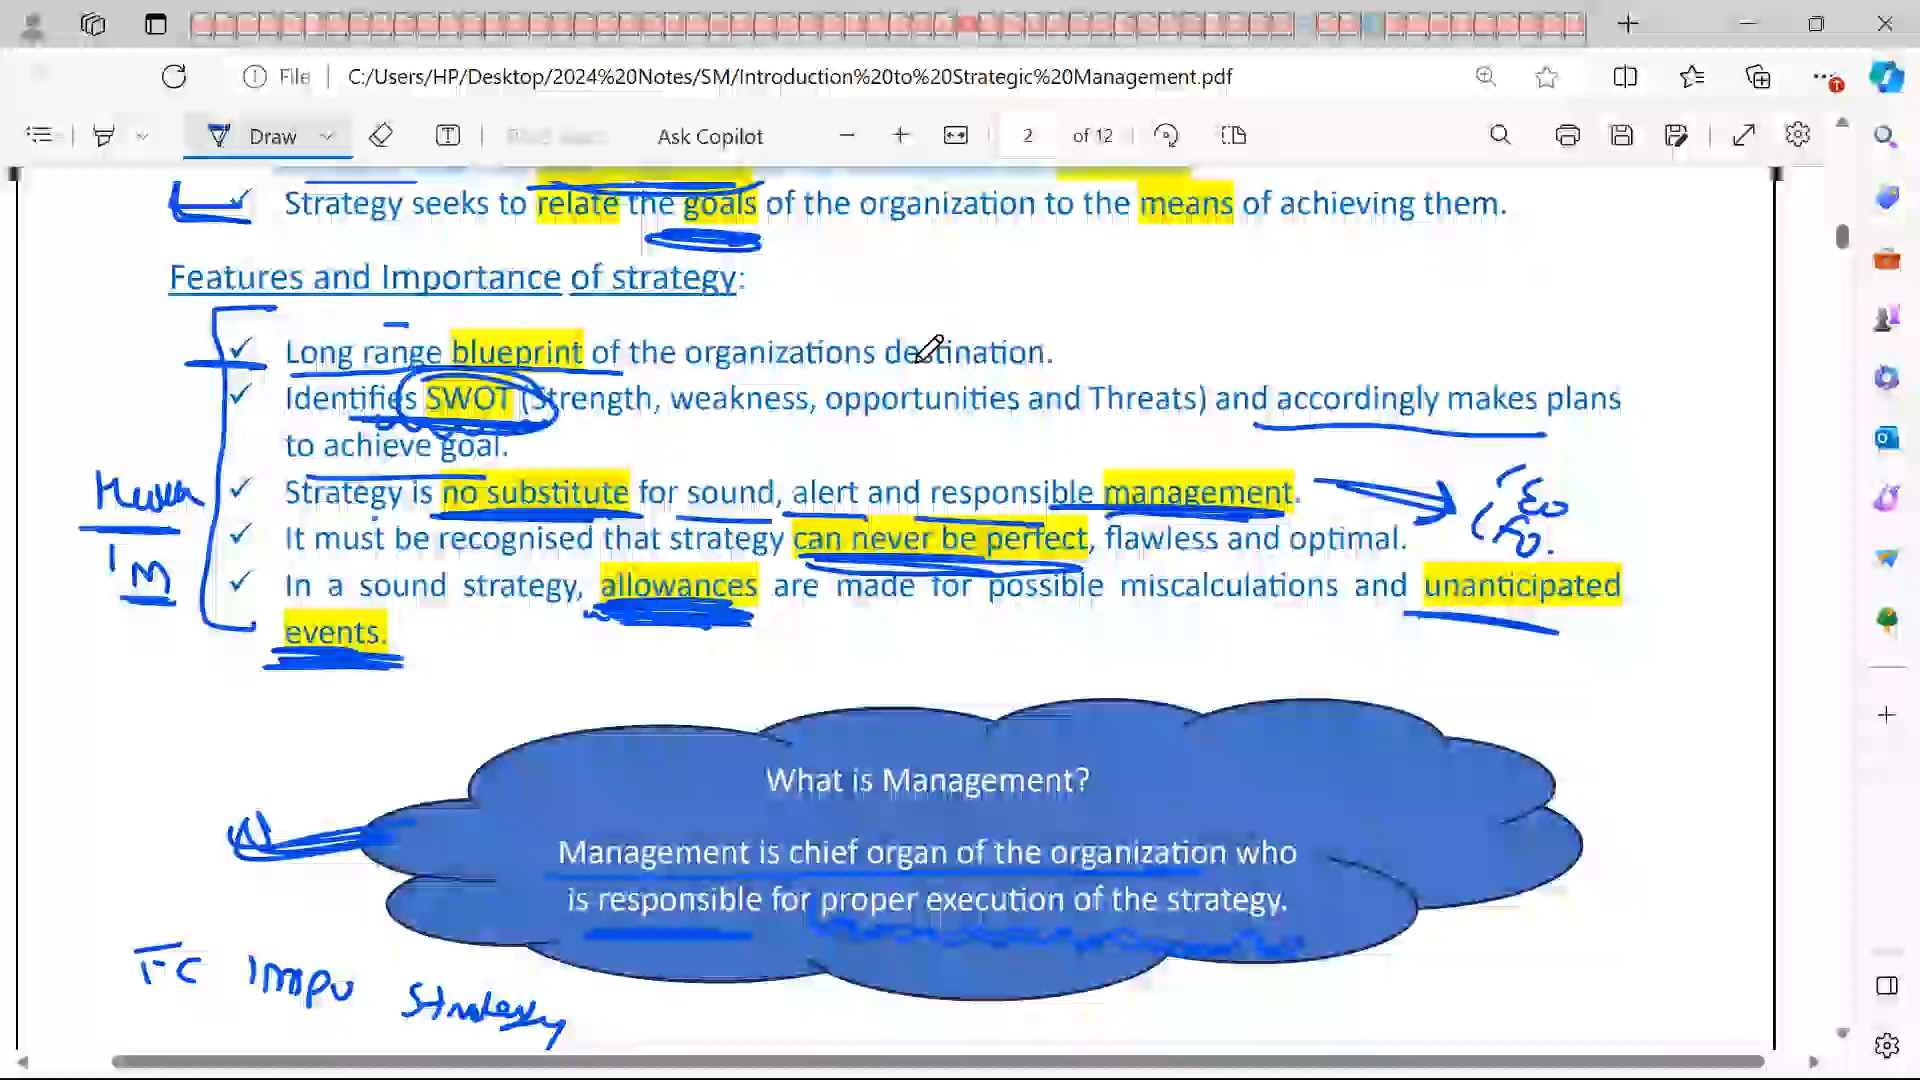 File C:/Users/HP/Desktop/2024%20Notes/SM/Introduction%20to%20Strategic%20Management.pdf
Draw Ask Copilot 2 of 12
Strategy seeks to relate the goals of the organization to the means of achieving them.
Features and Importance of strategy:
Long range blueprint of the organizations destination.
Identifies SWOT (Strength, weakness, opportunities and Threats) and accordingly makes plans
to achieve goal.
Strategy is no substitute for sound, alert and responsible management.
It must be recognised that strategy can never be perfect, flawless and optimal.
In a sound strategy, allowances are made for possible miscalculations and unanticipated
events.
What is Management?
Management is chief organ of the organization who
is responsible for proper execution of the strategy.
Strategy